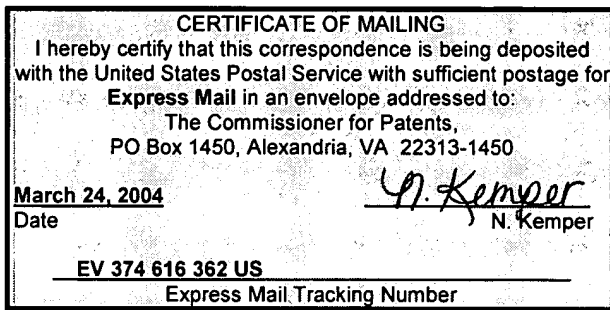 CERTIFICATE OF MAILING
I hereby certify that this correspondence is being deposited
with the United States Postal Service with sufficient postage for
Express Mail in an envelope addressed to:
The Commissioner for Patents,
PO Box 1450, Alexandria, VA 22313-1450
March 24, 2004 N. Kemper
Date N. Kemper
EV 374 616 362 US
Express Mail Tracking Number